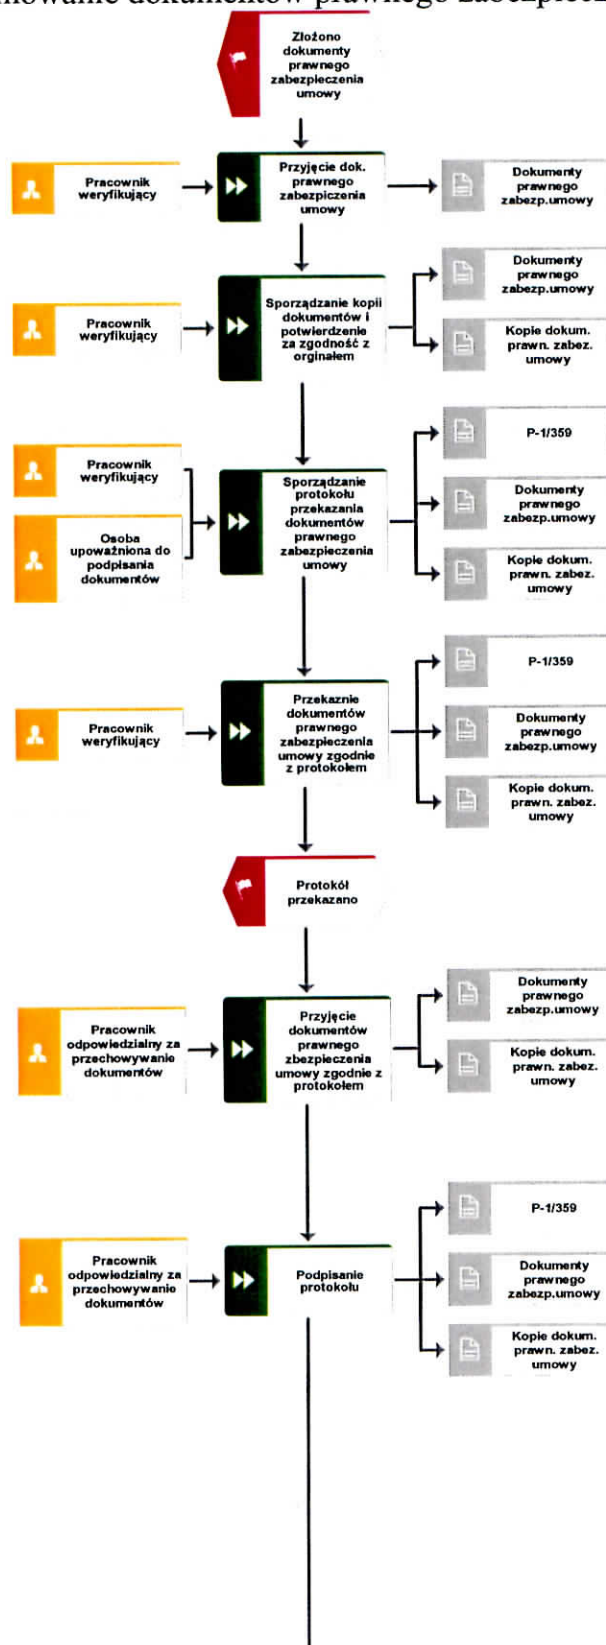 mowanie dokumentów prawnego zabezpiecz
Złożono
dokumenty
prawnego
zabezpieczenia
umowy
Pracownik
weryfikujący
Przyjęcie dok.
prawnego
zabezpiczenia
umowy
Dokumenty
prawnego
zabezp.umowy
Pracownik
weryfikujący
Sporządzanie kopii
dokumentów i
potwierdzenie
za zgodność z
orginałem
Dokumenty
prawnego
zabezp.umowy
Kopie dokum.
prawn. zabez.
umowy
Pracownik
weryfikujący
Osoba
upoważniona do
podpisania
dokumentów
Sporządzanie
protokołu
przekazania
dokumentów
prawnego
zabezpieczenia
umowy
P-1/359
Dokumenty
prawnego
zabezp.umowy
Kopie dokum.
prawn. zabez.
umowy
Pracownik
weryfikujący
Przekaznie
dokumentów
prawnego
zabezpieczenia
umowy zgodnie
z protokołem
P-1/359
Dokumenty
prawnego
zabezp.umowy
Kopie dokum.
prawn. zabez.
umowy
Protokół
przekazano
Pracownik
odpowiedzialny za
przechowywanie
dokumentów
Przyjęcie
dokumentów
prawnego
zbezpieczenia
umowy zgodnie z
protokołem
Dokumenty
prawnego
zabezp.umowy
Kopie dokum.
prawn. zabez.
umowy
Pracownik
odpowiedzialny za
przechowywanie
dokumentów
Podpisanie
protokołu
P-1/359
Dokumenty
prawnego
zabezp.umowy
Kopie dokum.
prawn. zabez.
umowy